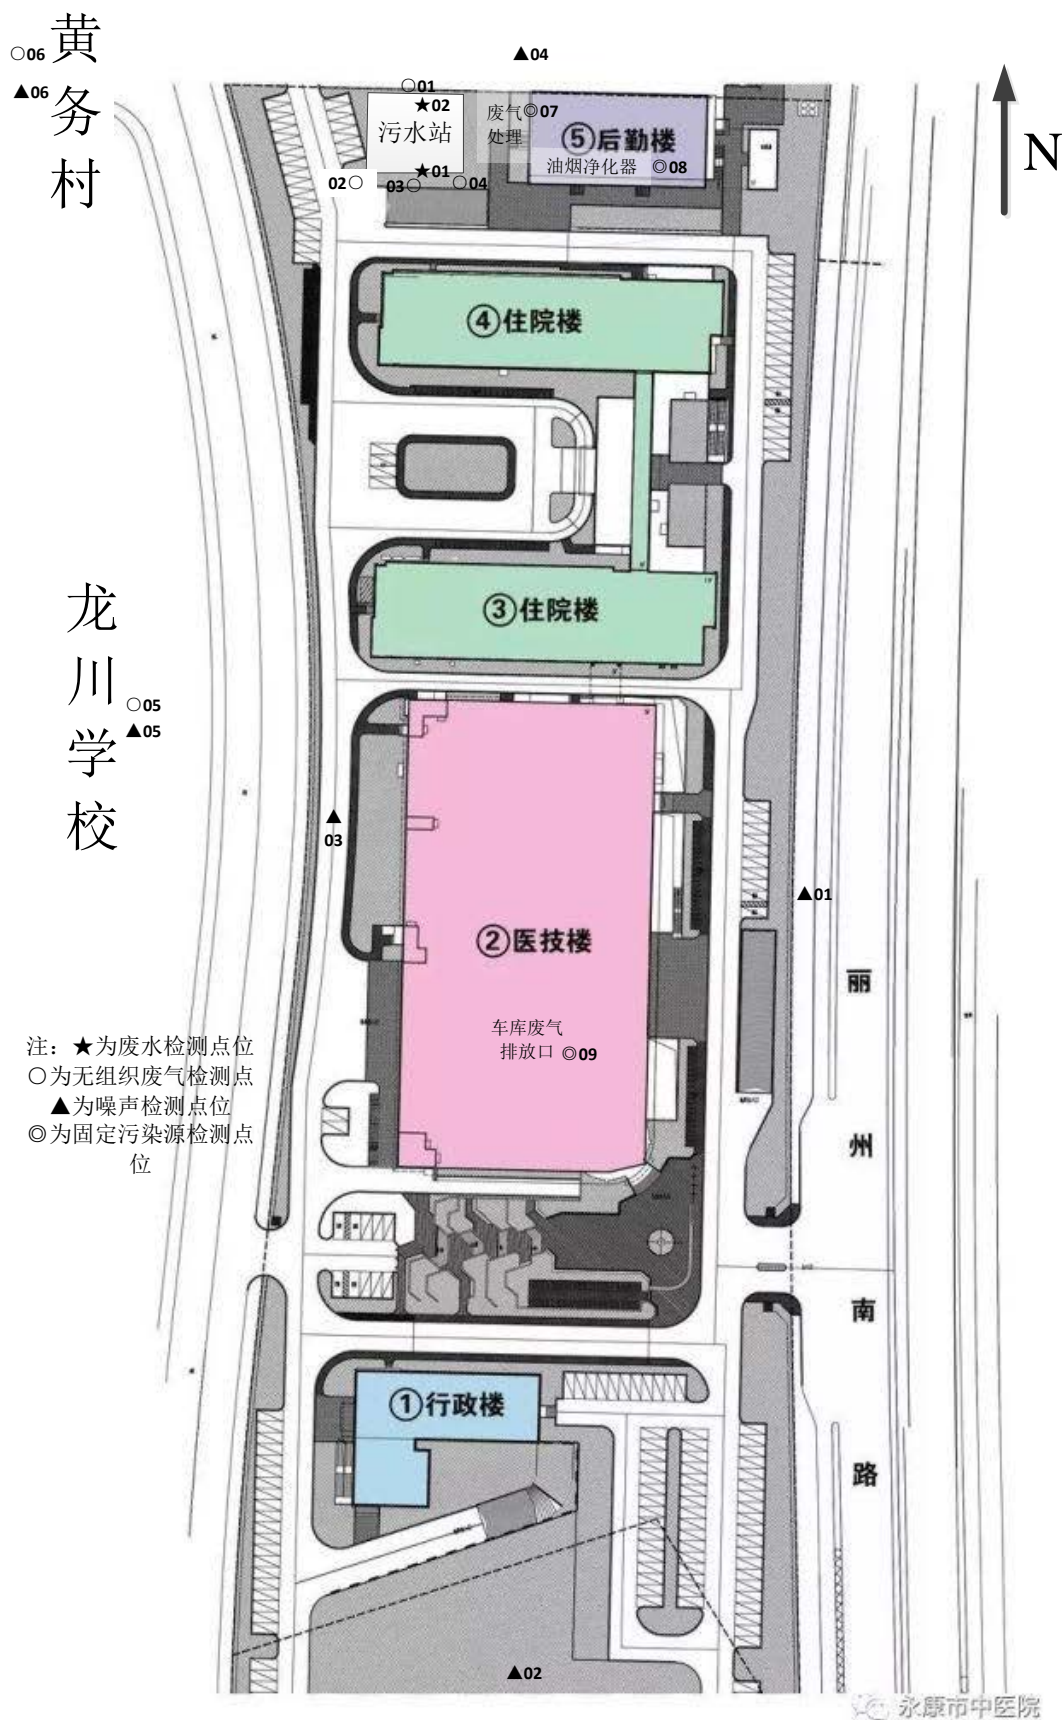 黄务村
○06
▲06
▲04
○01
★02
污水站
★01
02○
03○
○04
废气◎07
处理
⑤后勤楼
油烟净化器 ◎08
N
④住院楼
③住院楼
龙川学校
○05
▲05
▲
03
②医技楼
▲01
车库废气
排放口 ◎09
丽州南路
注：★为废水检测点位
○为无组织废气检测点
▲为噪声检测点位
◎为固定污染源检测点
位
①行政楼
▲02
永康市中医院